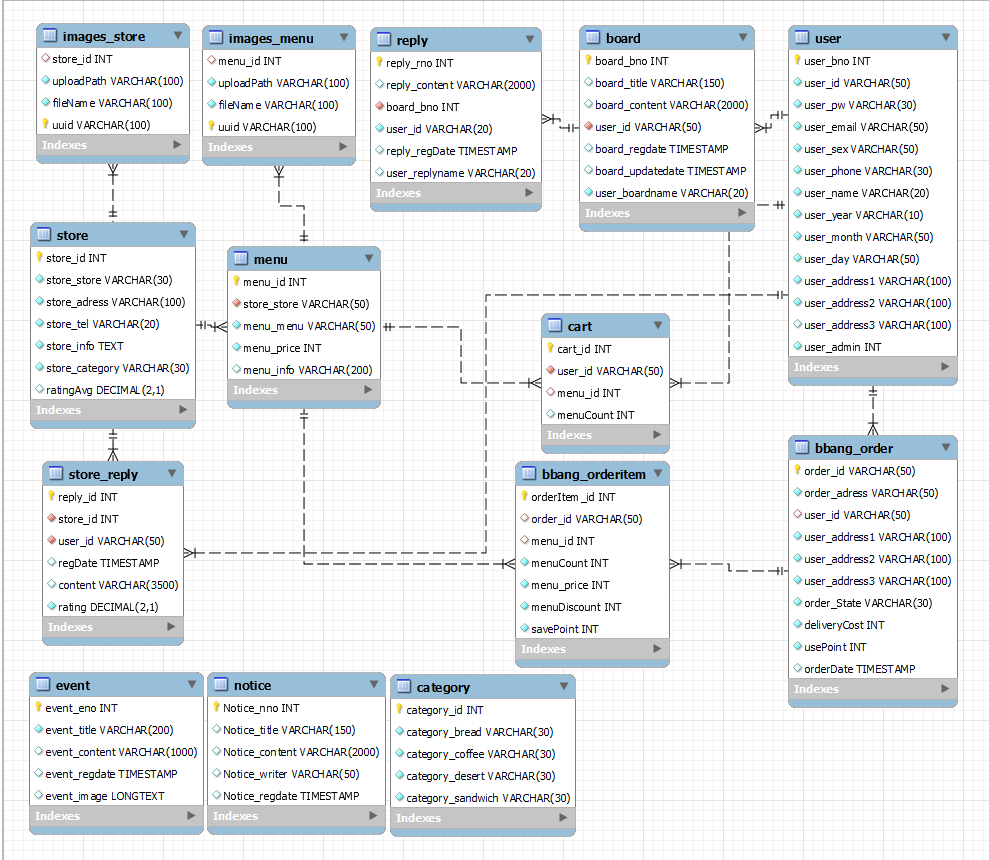 images_store
store_id INT
uploadPath VARCHAR(100)
fileName VARCHAR(100)
uuid VARCHAR(100)
Indexes
images_menu
menu_id INT
uploadPath VARCHAR(100)
fileName VARCHAR(100)
uuid VARCHAR(100)
Indexes
reply
reply_rno INT
reply_content VARCHAR(2000)
board_bno INT
user_id VARCHAR(20)
reply_regDate TIMESTAMP
user_replyname VARCHAR(20)
Indexes
board
board_bno INT
board_title VARCHAR(150)
board_content VARCHAR(2000)
user_id VARCHAR(50)
board_regdate TIMESTAMP
board_updatedate TIMESTAMP
user_boardname VARCHAR(20)
Indexes
user
user_bno INT
user_id VARCHAR(50)
user_pw VARCHAR(30)
user_email VARCHAR(50)
user_sex VARCHAR(50)
user_phone VARCHAR(30)
user_name VARCHAR(20)
user_year VARCHAR(10)
user_month VARCHAR(50)
user_day VARCHAR(50)
user_address1 VARCHAR(100)
user_address2 VARCHAR(100)
user_address3 VARCHAR(100)
user_admin INT
Indexes
store
store_id INT
store_store VARCHAR(30)
store_adress VARCHAR(100)
store_tel VARCHAR(20)
store_info TEXT
store_category VARCHAR(30)
ratingAvg DECIMAL(2,1)
Indexes
menu
menu_id INT
store_store VARCHAR(50)
menu_menu VARCHAR(50)
menu_price INT
menu_info VARCHAR(200)
Indexes
cart
cart_id INT
user_id VARCHAR(50)
menu_id INT
menuCount INT
Indexes
store_reply
reply_id INT
store_id INT
user_id VARCHAR(50)
regDate TIMESTAMP
content VARCHAR(3500)
rating DECIMAL(2,1)
Indexes
bbang_orderitem
orderItem_id INT
order_id VARCHAR(50)
menu_id INT
menuCount INT
menu_price INT
menuDiscount INT
savePoint INT
Indexes
bbang_order
order_id VARCHAR(50)
order_adress VARCHAR(50)
user_id VARCHAR(50)
user_address1 VARCHAR(100)
user_address2 VARCHAR(100)
user_address3 VARCHAR(100)
order_State VARCHAR(30)
deliveryCost INT
usePoint INT
orderDate TIMESTAMP
Indexes
event
event_eno INT
event_title VARCHAR(200)
event_content VARCHAR(1000)
event_regdate TIMESTAMP
event_image LONGTEXT
Indexes
notice
Notice_nno INT
Notice_title VARCHAR(150)
Notice_content VARCHAR(2000)
Notice_writer VARCHAR(50)
Notice_regdate TIMESTAMP
Indexes
category
category_id INT
category_bread VARCHAR(30)
category_coffee VARCHAR(30)
category_desert VARCHAR(30)
category_sandwich VARCHAR(30)
Indexes